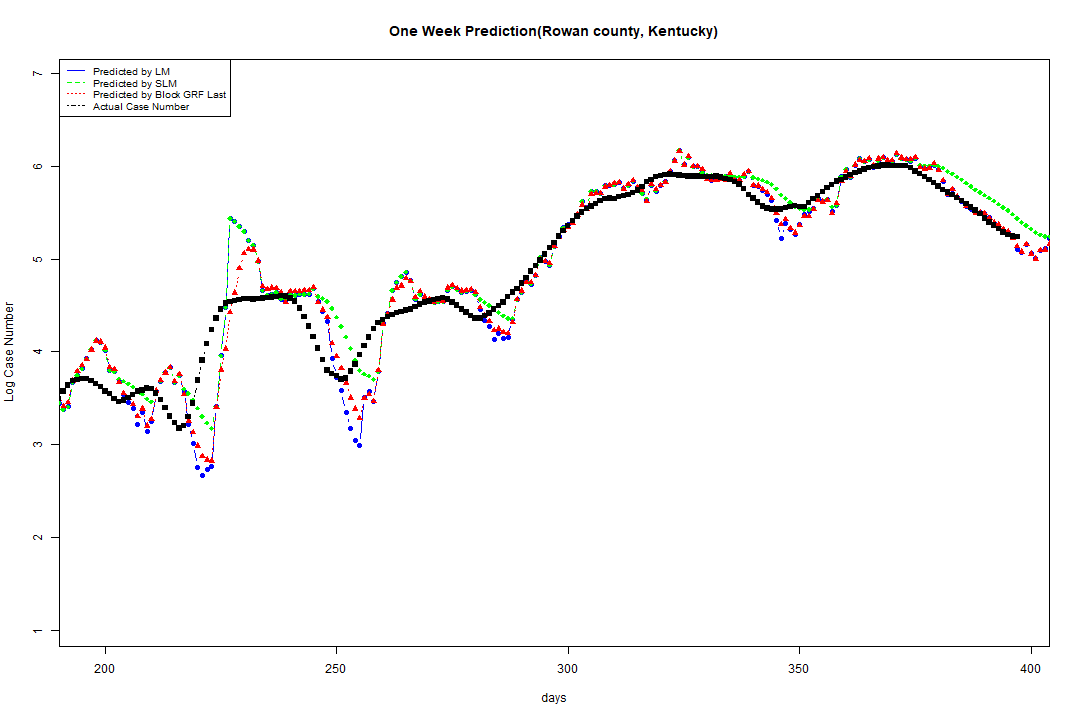 One Week Prediction(Rowan county, Kentucky)
Predicted by LM
Predicted by SLM
Predicted by Block GRF Last
Actual Case Number
7
6
5
4
3
2
1
Log Case Number
200
250
300
350
400
days